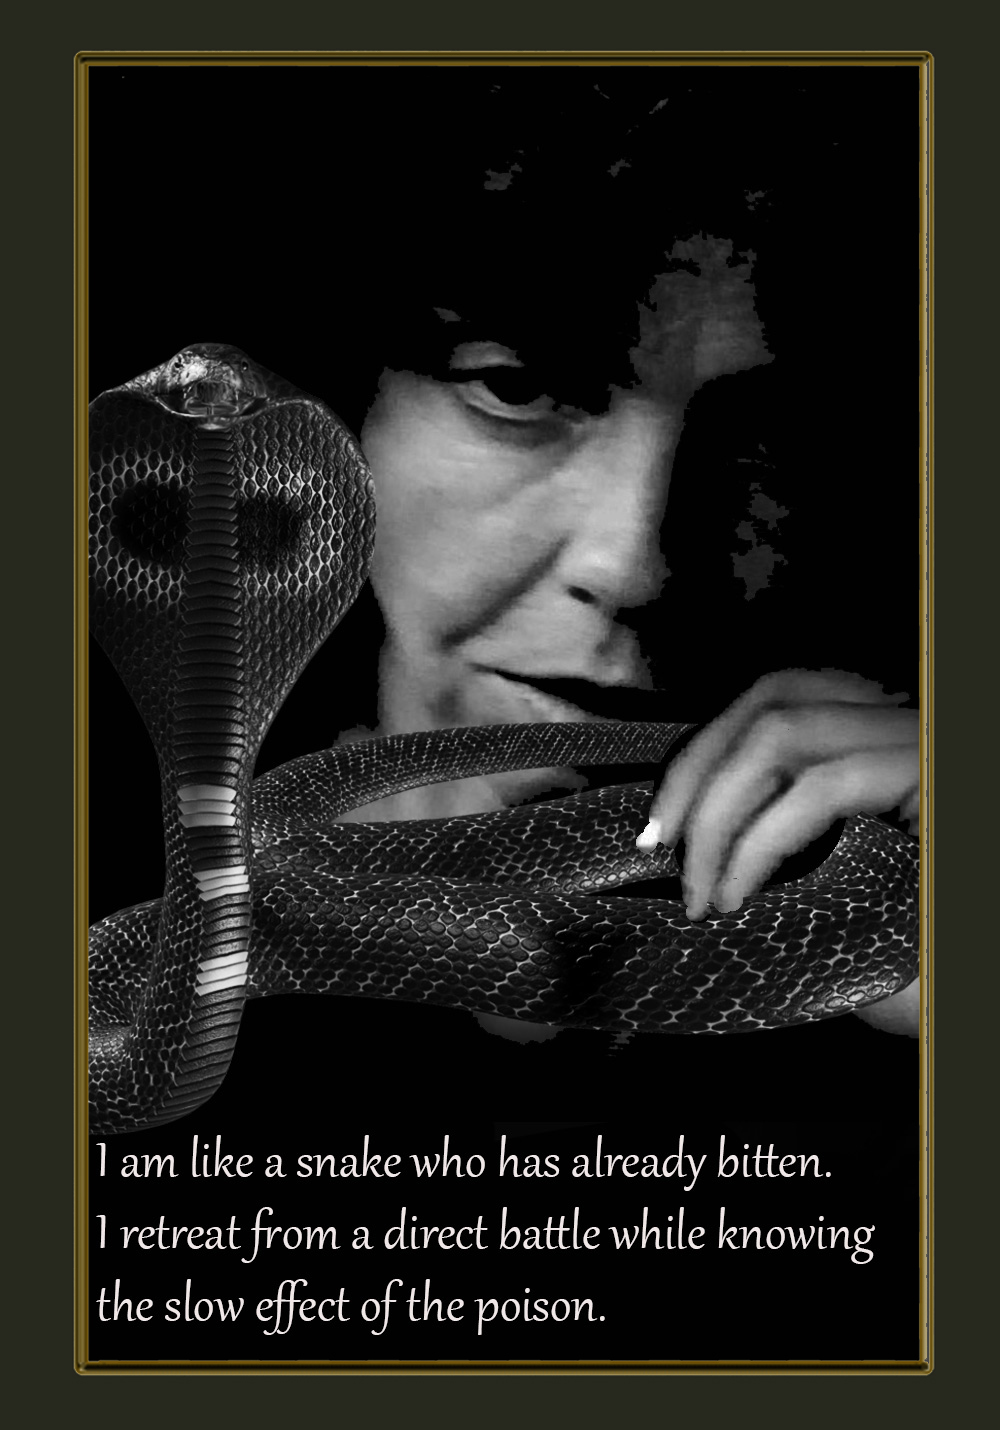 I am like a snake who has already bitten.
I retreat from a direct battle while knowing
the slow effect of the poison.